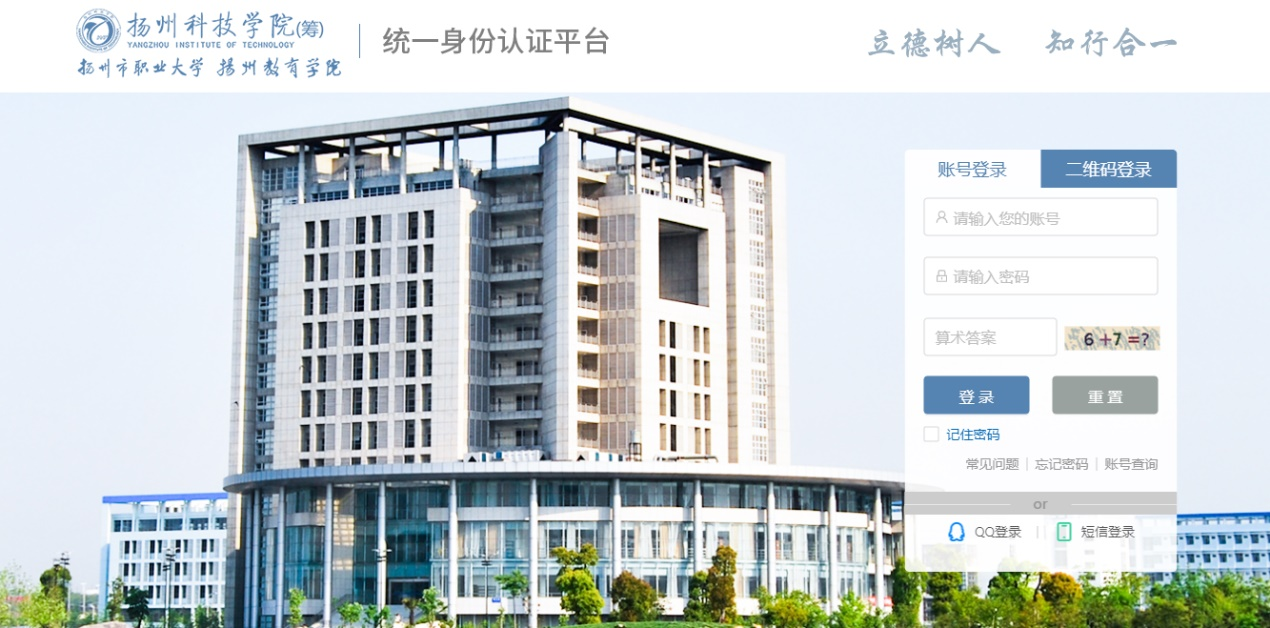 扬州科技学院(筹)
YANGZHOU INSTITUTE OF TECHNOLOGY
扬州市职业大学 扬州教育学院
统一身份认证平台
立德树人 知行合一
账号登录 二维码登录
请输入您的账号
请输入密码
算术答案 6+7=?
登录 重置
记住密码
常见问题 | 忘记密码 | 账号查询
or
QQ登录 | 短信登录